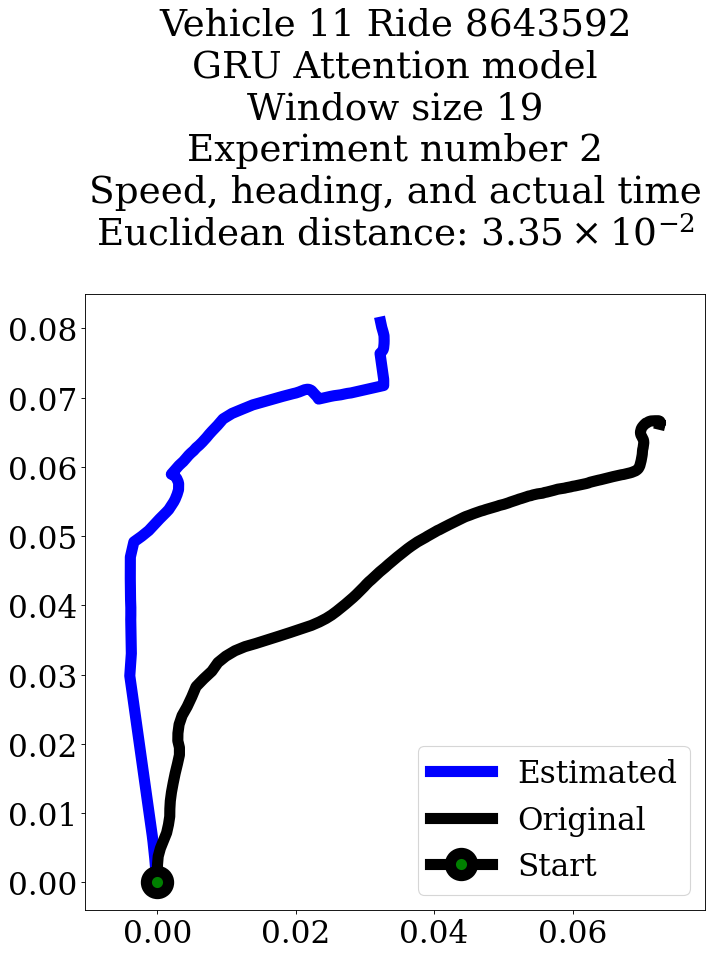 Vehicle 11 Ride 8643592
GRU Attention model
Window size 19
Experiment number 2
Speed, heading, and actual time
Euclidean distance: 3.35 × 10⁻²
0.08
0.07
0.06
0.05
0.04
0.03
0.02
0.01
0.00
Estimated
Original
Start
0.00 0.02 0.04 0.06